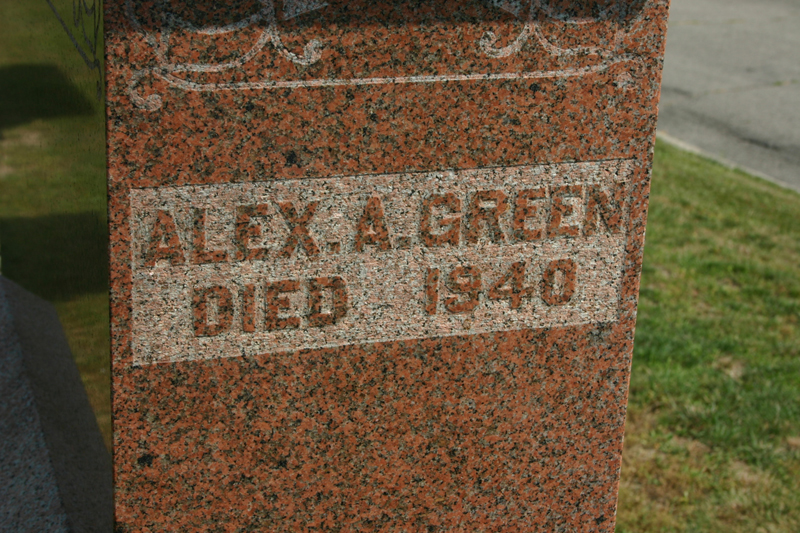 ALEX. A. GREEN
DIED 1940